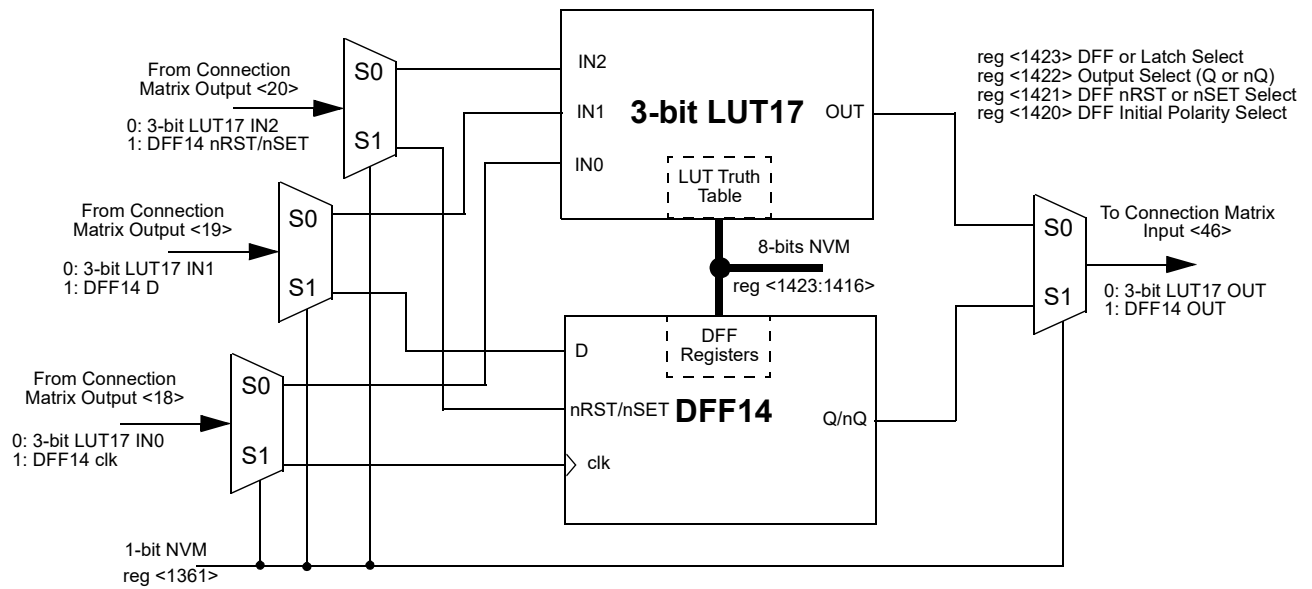 From Connection
Matrix Output <20>
S0
S1
0: 3-bit LUT17 IN2
1: DFF14 nRST/nSET
From Connection
Matrix Output <19>
S0
S1
0: 3-bit LUT17 IN1
1: DFF14 D
From Connection
Matrix Output <18>
S0
S1
0: 3-bit LUT17 IN0
1: DFF14 clk
1-bit NVM
reg <1361>
IN2
IN1
IN0
3-bit LUT17
OUT
LUT Truth
Table
8-bits NVM
reg <1423:1416>
DFF
Registers
D
nRST/nSET
DFF14
Q/nQ
clk
reg <1423> DFF or Latch Select
reg <1422> Output Select (Q or nQ)
reg <1421> DFF nRST or nSET Select
reg <1420> DFF Initial Polarity Select
S0
S1
To Connection Matrix
Input <46>
0: 3-bit LUT17 OUT
1: DFF14 OUT